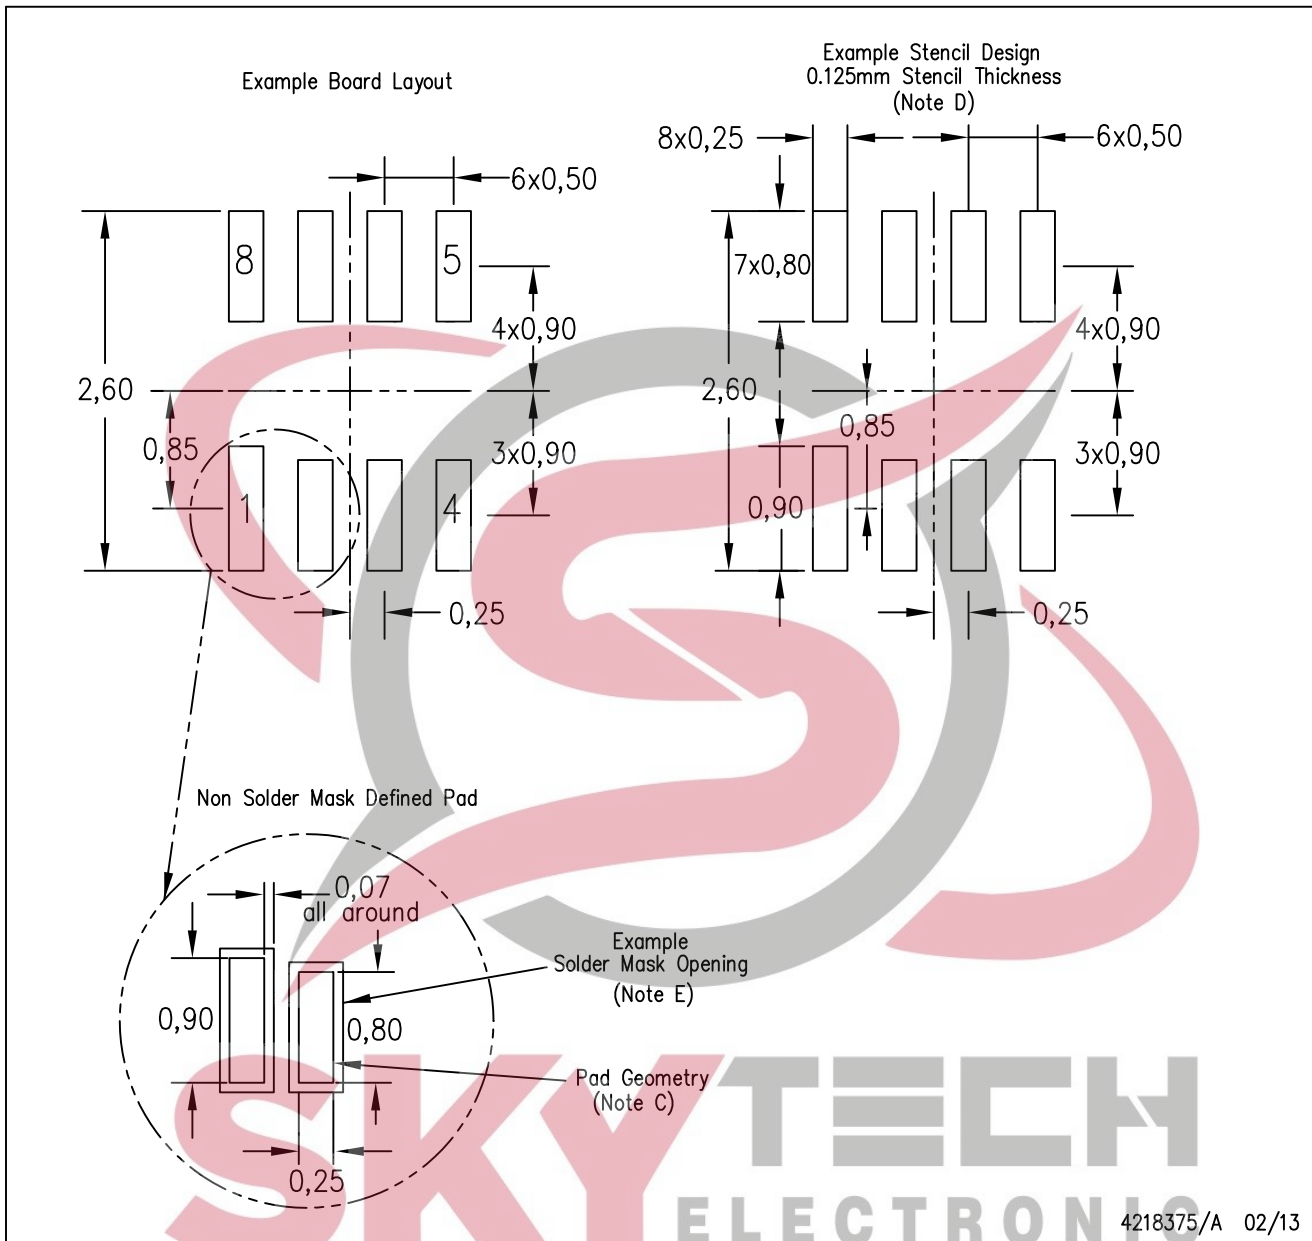 Example Board Layout
Example Stencil Design
0.125mm Stencil Thickness
(Note D)
6x0,50
8x0,25
6x0,50
8
5
7x0,80
4x0,90
4x0,90
2,60
2,60
0,85
0,85
3x0,90
3x0,90
1
4
0,90
0,25
0,25
Non Solder Mask Defined Pad
0,07
all around
Example
Solder Mask Opening
(Note E)
0,90
0,80
Pad Geometry
(Note C)
0,25
SKYTECH
ELECTRONIC
4218375/A 02/13